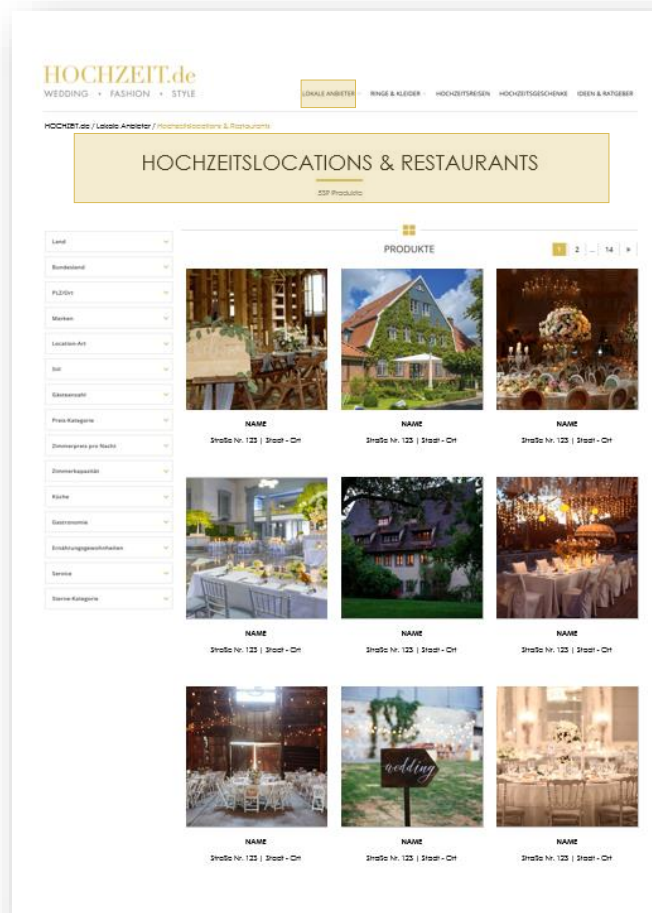 HOCHZEIT.de
WEDDING • FASHION • STYLE
LOKALE ANBIETER RINGE & KLEIDER HOCHZEITSREISEN HOCHZEITSGESCHENKE IDEEN & RATGEBER
HOCHZEIT.de / Lokale Anbieter / Hochzeitslocations & Restaurants
HOCHZEITSLOCATIONS & RESTAURANTS
Produkte
PRODUKTE
1 2 ... 14 »
Land
Bundesland
PLZ/Ort
Marken
Location-Art
Stil
Gästeanzahl
Preis-Kategorie
Zimmerpreis pro Nacht
Zimmerkapazität
Küche
Gastronomie
Ernährungsgewohnheiten
Service
Sterne-Kategorie
NAME NAME NAME
Straße Nr. 123 | Stadt - Ort Straße Nr. 123 | Stadt - Ort Straße Nr. 123 | Stadt - Ort
NAME NAME NAME
Straße Nr. 123 | Stadt - Ort Straße Nr. 123 | Stadt - Ort Straße Nr. 123 | Stadt - Ort
wedding
NAME NAME NAME
Straße Nr. 123 | Stadt - Ort Straße Nr. 123 | Stadt - Ort Straße Nr. 123 | Stadt - Ort